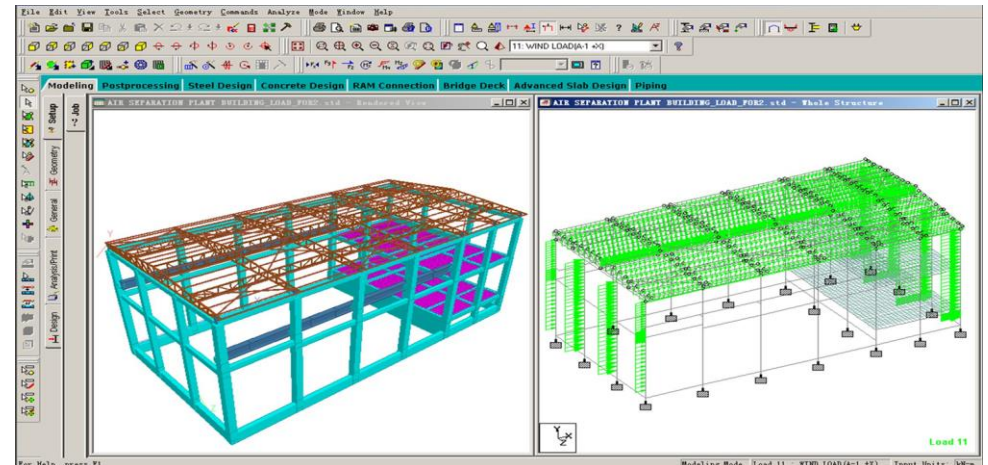 File Edit View Tools Select Geometry Commands Analyze Mode Window Help
11: WIND LOAD(A-1 +X)
Modeling Postprocessing Steel Design Concrete Design RAM Connection Bridge Deck Advanced Slab Design Piping
AIR SEPARATION PLANT BUILDING_LOAD_FOR2.std - Rendered View
AIR SEPARATION PLANT BUILDING_LOAD_FOR2.std - Whole Structure
Job
Setup
Geometry
General
Analysis/Print
Design
Y
X
Y
X
Z
Load 11
For Help, press F1
Modeling Mode Load 11 : WIND LOAD(A-1 +X) Input Units: kN-m